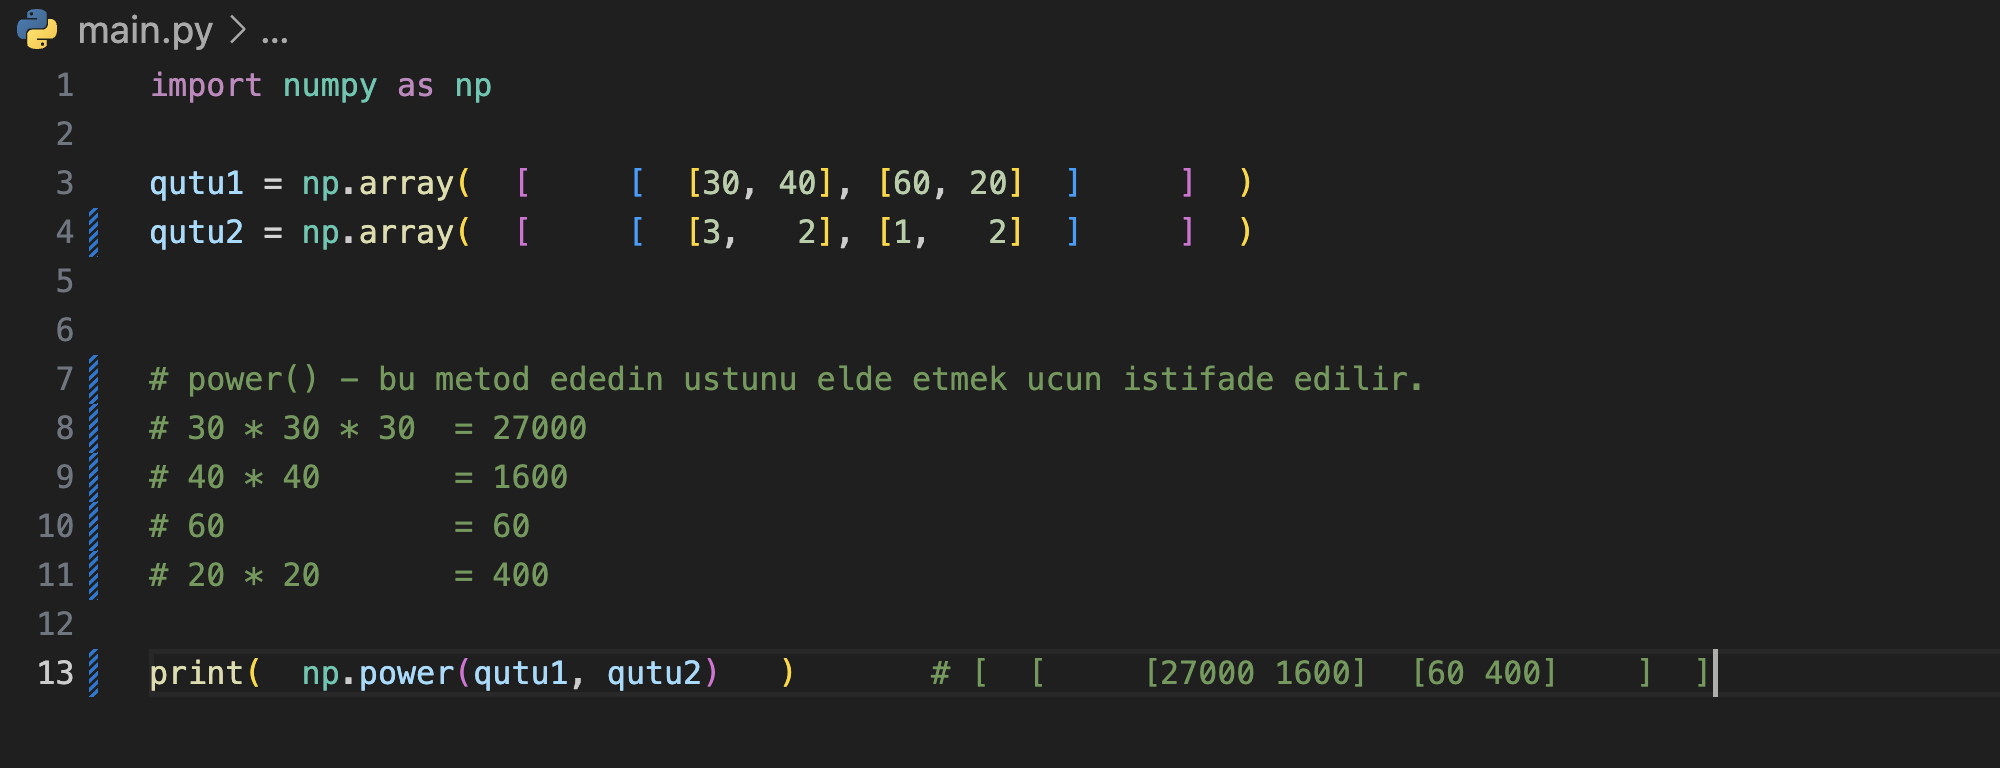 main.py > ...
1 import numpy as np
2
3 qutu1 = np.array(  [     [  [30, 40], [60, 20]  ]     ]  )
4 qutu2 = np.array(  [     [  [3,   2], [1,   2]  ]     ]  )
5
6
7 # power() - bu metod ededin ustunu elde etmek ucun istifade edilir.
8 # 30 * 30 * 30  = 27000
9 # 40 * 40       = 1600
10 # 60            = 60
11 # 20 * 20       = 400
12
13 print(  np.power(qutu1, qutu2)   )       # [  [     [27000 1600]  [60 400]    ]  ]